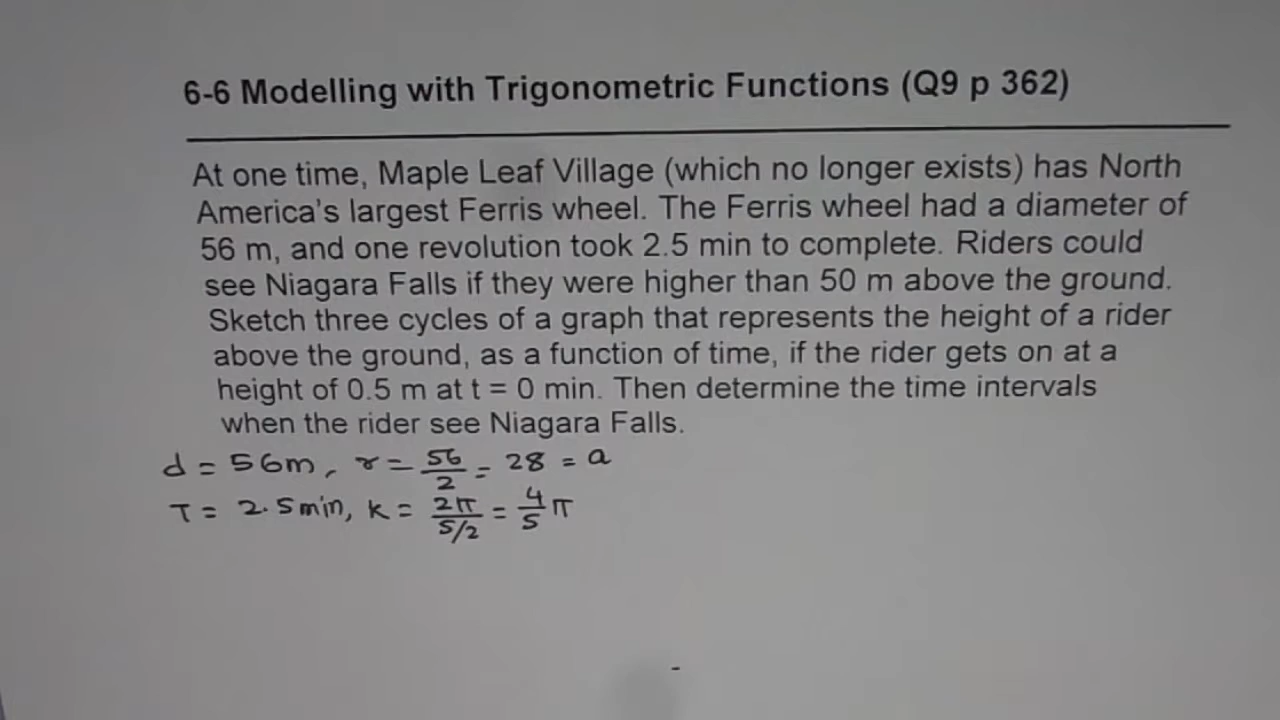 6-6 Modelling with Trigonometric Functions (Q9 p 362)
At one time, Maple Leaf Village (which no longer exists) has North
America's largest Ferris wheel. The Ferris wheel had a diameter of
56 m, and one revolution took 2.5 min to complete. Riders could
see Niagara Falls if they were higher than 50 m above the ground.
Sketch three cycles of a graph that represents the height of a rider
above the ground, as a function of time, if the rider gets on at a
height of 0.5 m at t = 0 min. Then determine the time intervals
when the rider see Niagara Falls.
d = 56m, r = 56/2 = 28 = a
T = 2.5min, k = 2π/5/2 = 4/5 π